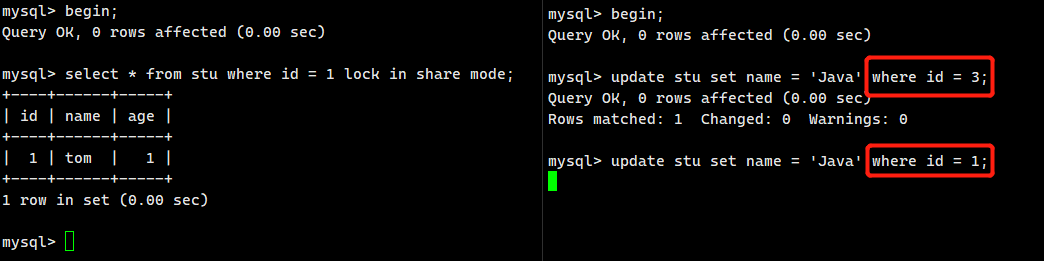 mysql> begin;
Query OK, 0 rows affected (0.00 sec)
mysql> select * from stu where id = 1 lock in share mode;
+----+------+-----+
| id | name | age |
+----+------+-----+
|  1 | tom  |   1 |
+----+------+-----+
1 row in set (0.00 sec)
mysql>
mysql> begin;
Query OK, 0 rows affected (0.00 sec)
mysql> update stu set name = 'Java' where id = 3;
Query OK, 0 rows affected (0.00 sec)
Rows matched: 1  Changed: 0  Warnings: 0
mysql> update stu set name = 'Java' where id = 1;